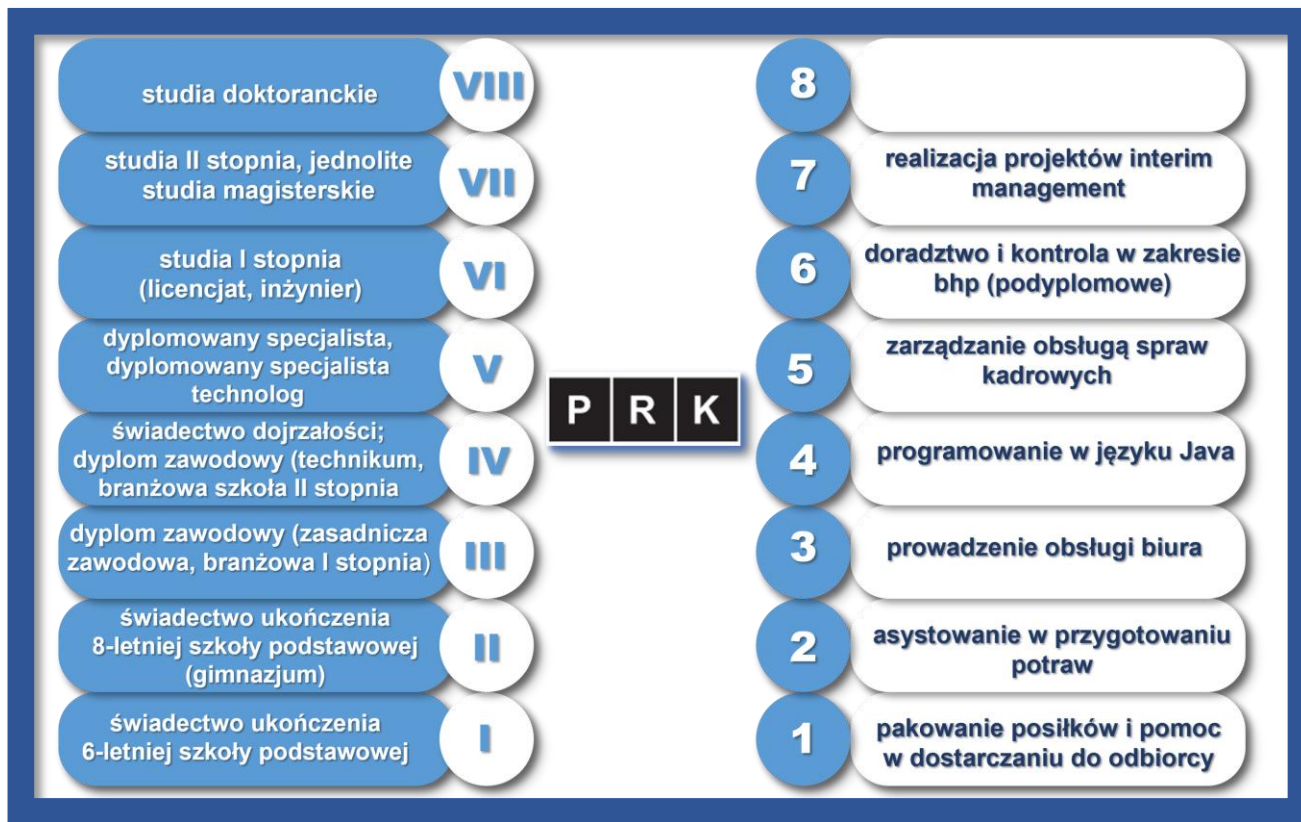 studia doktoranckie
VIII
studia II stopnia, jednolite
studia magisterskie
VII
studia I stopnia
(licencjat, inżynier)
VI
dyplomowany specjalista,
dyplomowany specjalista
technolog
V
świadectwo dojrzałości;
dyplom zawodowy (technikum,
branżowa szkoła II stopnia
IV
dyplom zawodowy (zasadnicza
zawodowa, branżowa I stopnia)
III
świadectwo ukończenia
8-letniej szkoły podstawowej
(gimnazjum)
II
świadectwo ukończenia
6-letniej szkoły podstawowej
I
P R K
8
7
realizacja projektów interim
management
6
doradztwo i kontrola w zakresie
bhp (podyplomowe)
5
zarządzanie obsługą spraw
kadrowych
4
programowanie w języku Java
3
prowadzenie obsługi biura
2
asystowanie w przygotowaniu
potraw
1
pakowanie posiłków i pomoc
w dostarczaniu do odbiorcy